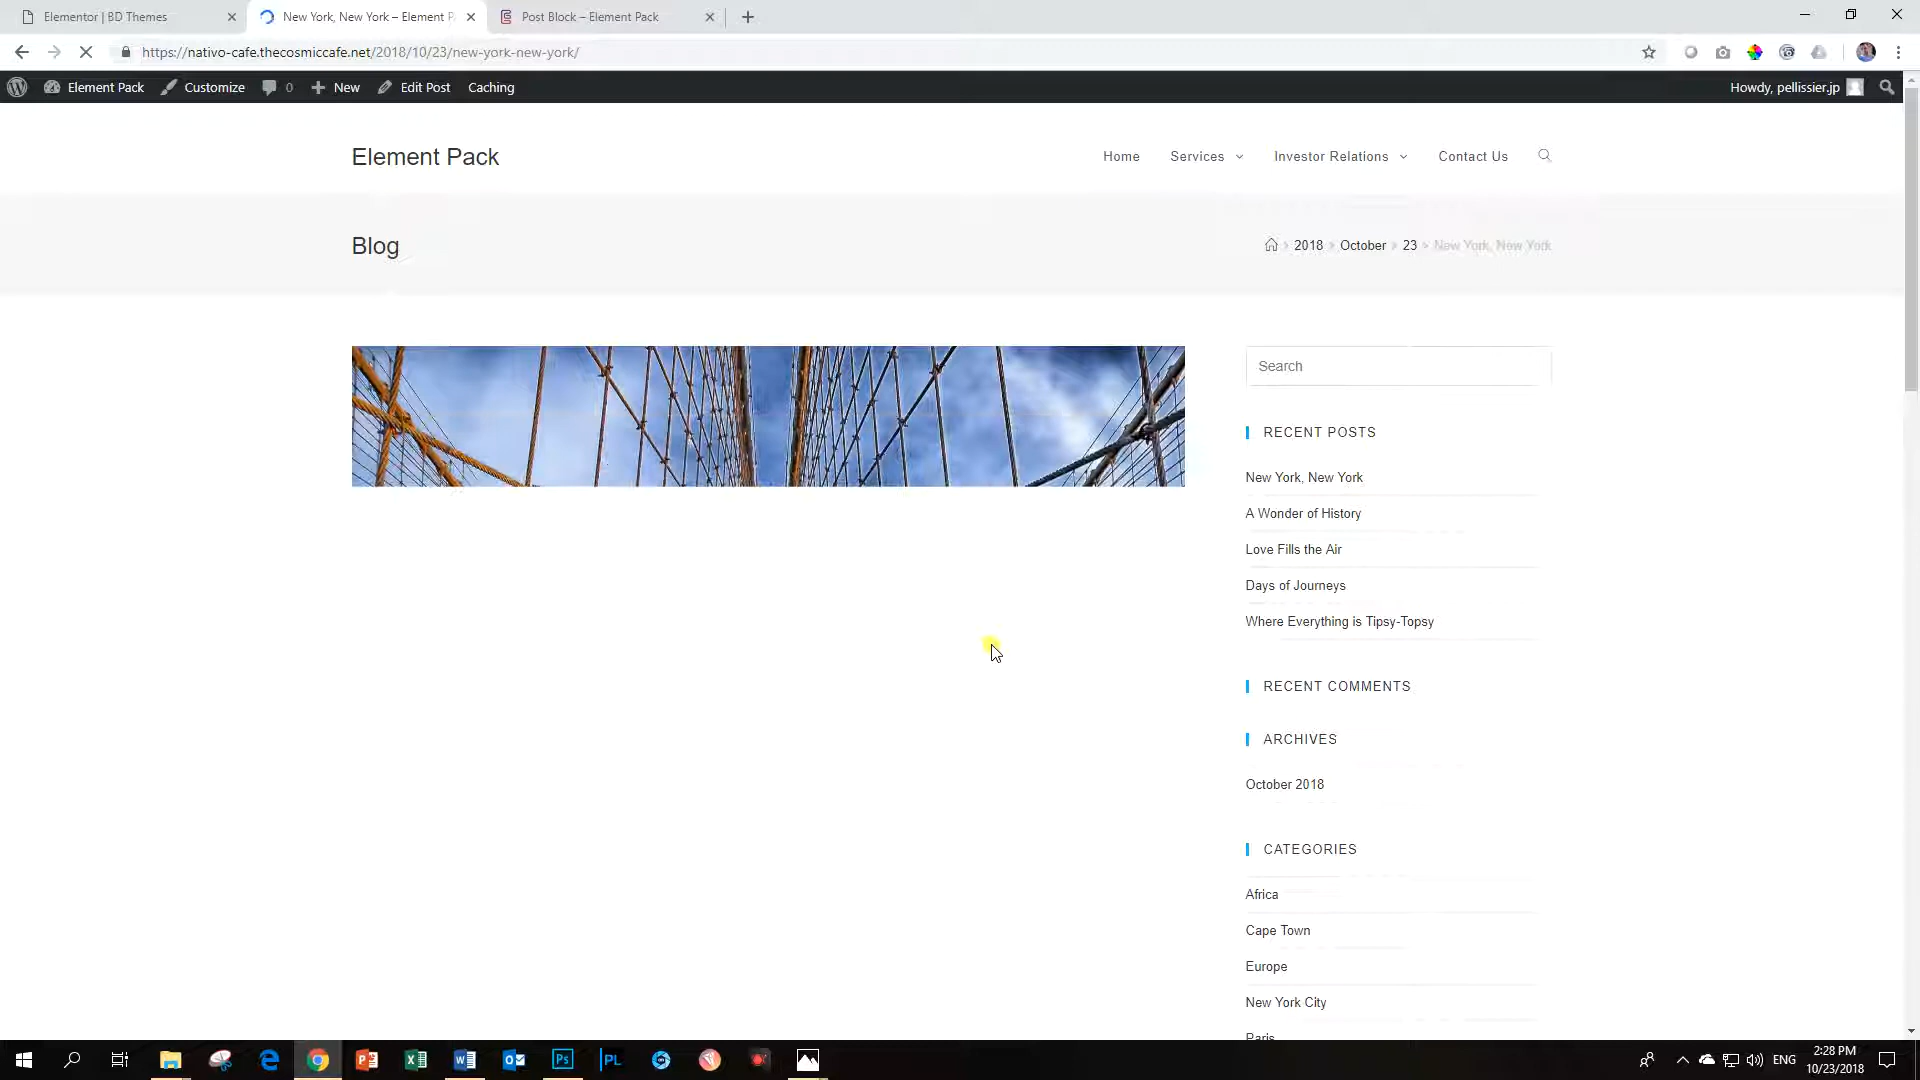 Elementor | BD Themes
New York, New York – Element P
Post Block – Element Pack
https://nativo-cafe.thecosmiccafe.net/2018/10/23/new-york-new-york/
Element Pack
Customize
0
New
Edit Post
Caching
Howdy, pellissier.jp
Element Pack
Home
Services
Investor Relations
Contact Us
Blog
2018
October
23
New York, New York
Search
RECENT POSTS
New York, New York
A Wonder of History
Love Fills the Air
Days of Journeys
Where Everything is Tipsy-Topsy
RECENT COMMENTS
ARCHIVES
October 2018
CATEGORIES
Africa
Cape Town
Europe
New York City
Paris
ENG
2:28 PM
10/23/2018